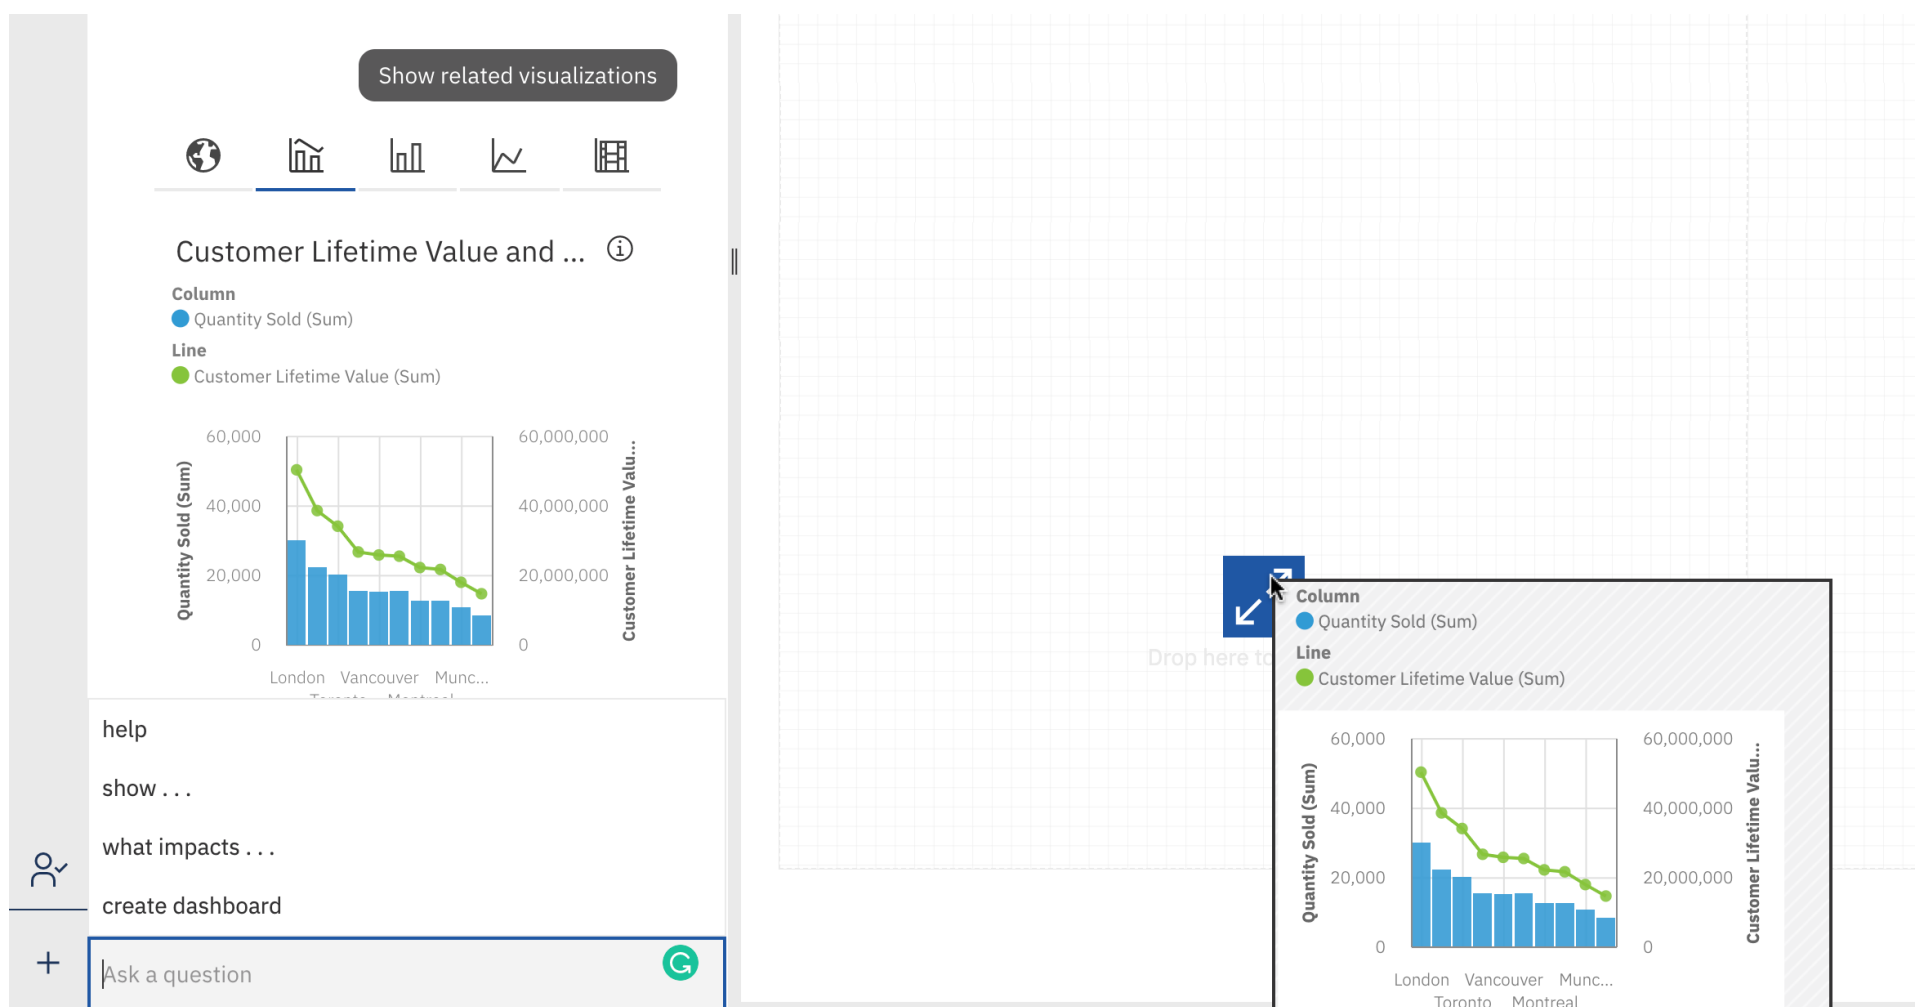 Show related visualizations
Customer Lifetime Value and ...
Column
Quantity Sold (Sum)
Line
Customer Lifetime Value (Sum)
60,000
40,000
20,000
0
Quantity Sold (Sum)
60,000,000
40,000,000
20,000,000
0
Customer Lifetime Valu...
London Vancouver Munc...
Toronto Montreal
help
show . . .
what impacts . . .
create dashboard
Ask a question
Drop here to
Column
Quantity Sold (Sum)
Line
Customer Lifetime Value (Sum)
60,000
40,000
20,000
0
Quantity Sold (Sum)
60,000,000
40,000,000
20,000,000
0
Customer Lifetime Valu...
London Vancouver Munc...
Toronto Montreal